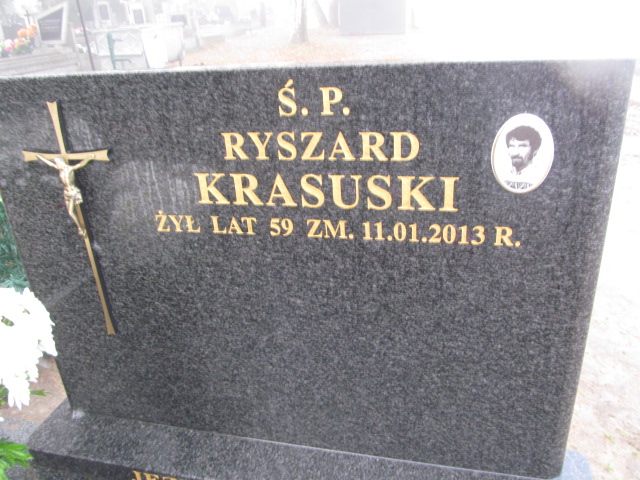 Ś. P.
RYSZARD
KRASUSKI
ŻYŁ LAT 59 ZM. 11.01.2013 R.